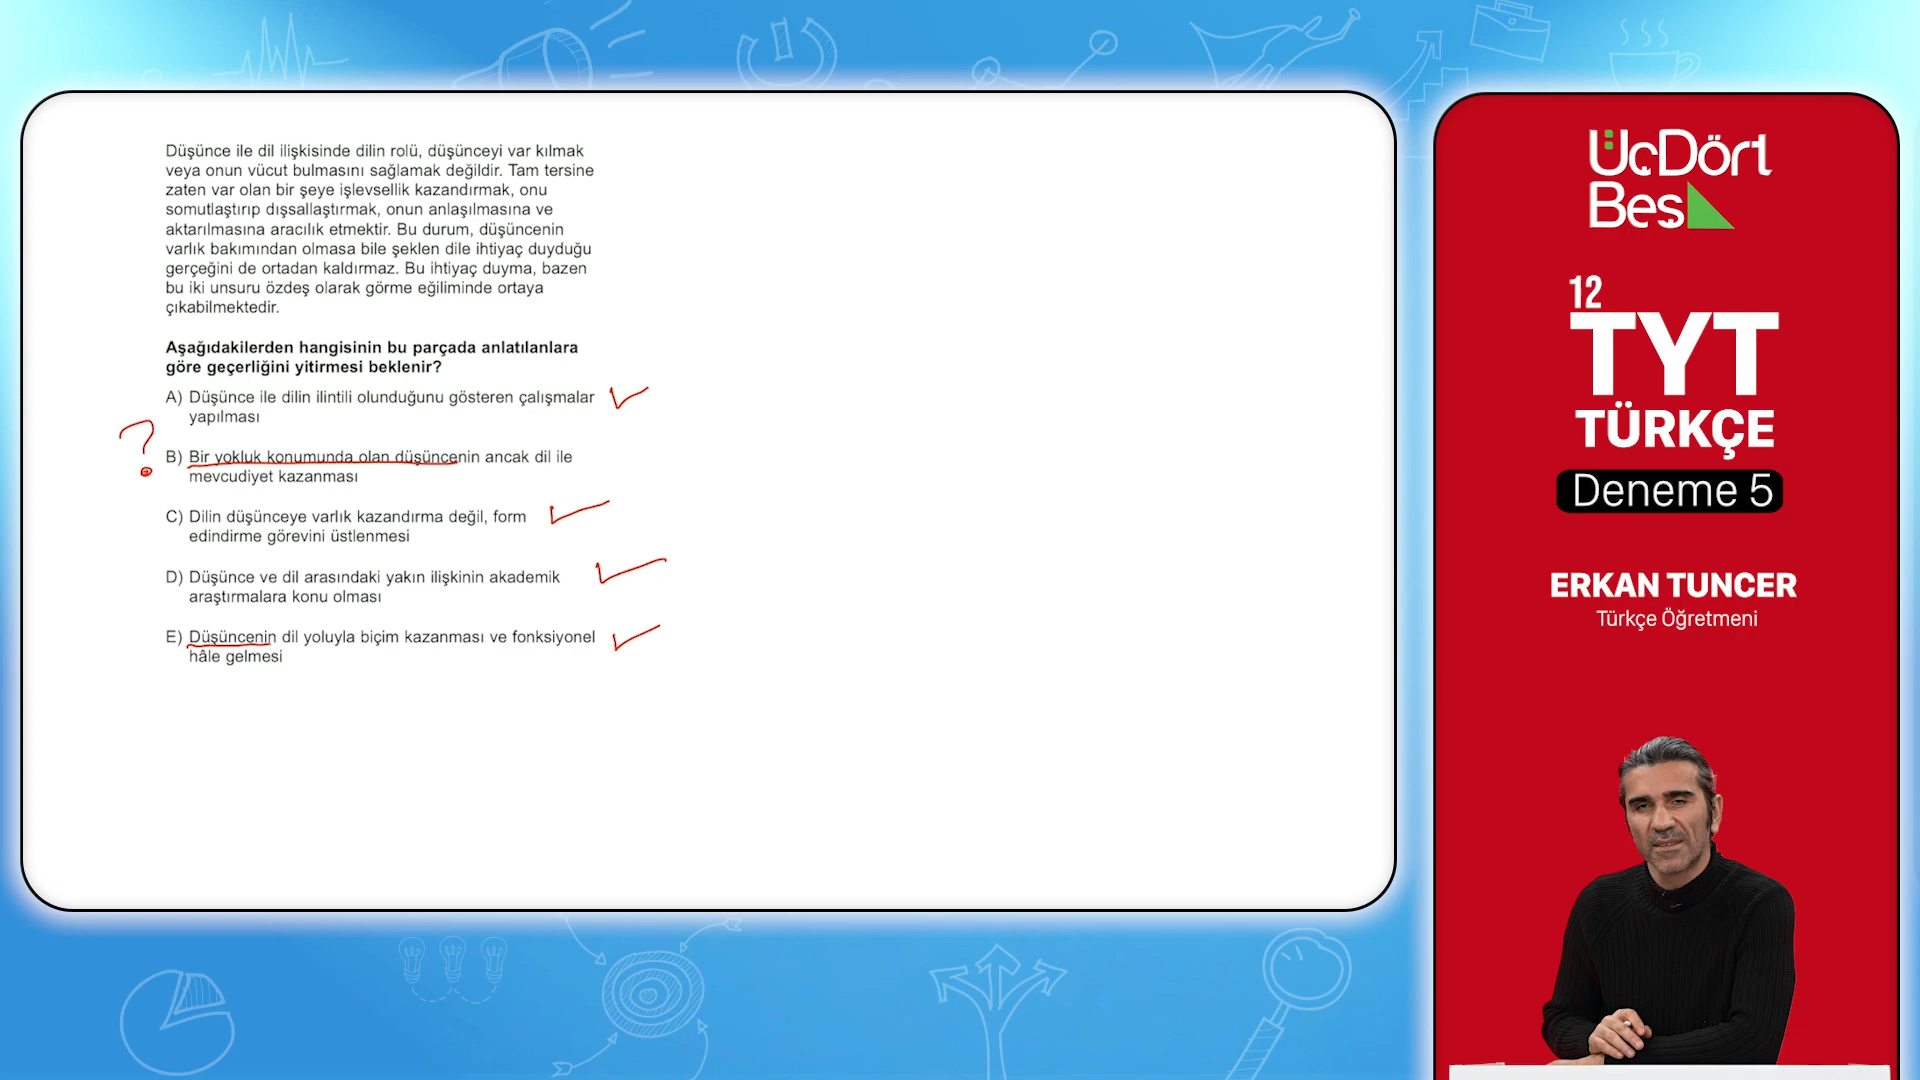 Düşünce ile dil ilişkisinde dilin rolü, düşünceyi var kılmak
veya onun vücut bulmasını sağlamak değildir. Tam tersine
zaten var olan bir şeye işlevsellik kazandırmak, onu
somutlaştırıp dışsallaştırmak, onun anlaşılmasına ve
aktarılmasına aracılık etmektir. Bu durum, düşüncenin
varlık bakımından olmasa bile şeklen dile ihtiyaç duyduğu
gerçeğini de ortadan kaldırmaz. Bu ihtiyaç duyma, bazen
bu iki unsuru özdeş olarak görme eğiliminde ortaya
çıkabilmektedir.
Aşağıdakilerden hangisinin bu parçada anlatılanlara
göre geçerliğini yitirmesi beklenir?
A) Düşünce ile dilin ilintili olunduğunu gösteren çalışmalar
yapılması
?
B) Bir yokluk konumunda olan düşüncenin ancak dil ile
mevcudiyet kazanması
C) Dilin düşünceye varlık kazandırma değil, form
edindirme görevini üstlenmesi
D) Düşünce ve dil arasındaki yakın ilişkinin akademik
araştırmalara konu olması
E) Düşüncenin dil yoluyla biçim kazanması ve fonksiyonel
hâle gelmesi
ÜçDört
Beş
12
TYT
TÜRKÇE
Deneme 5
ERKAN TUNCER
Türkçe Öğretmeni